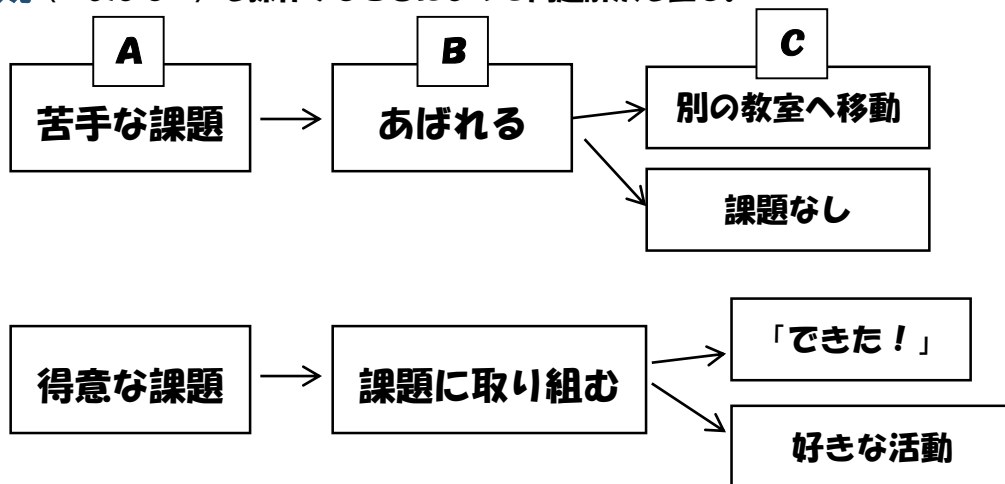 A
B
C
苦手な課題
あばれる
別の教室へ移動
課題なし
得意な課題
課題に取り組む
「できた！」
好きな活動